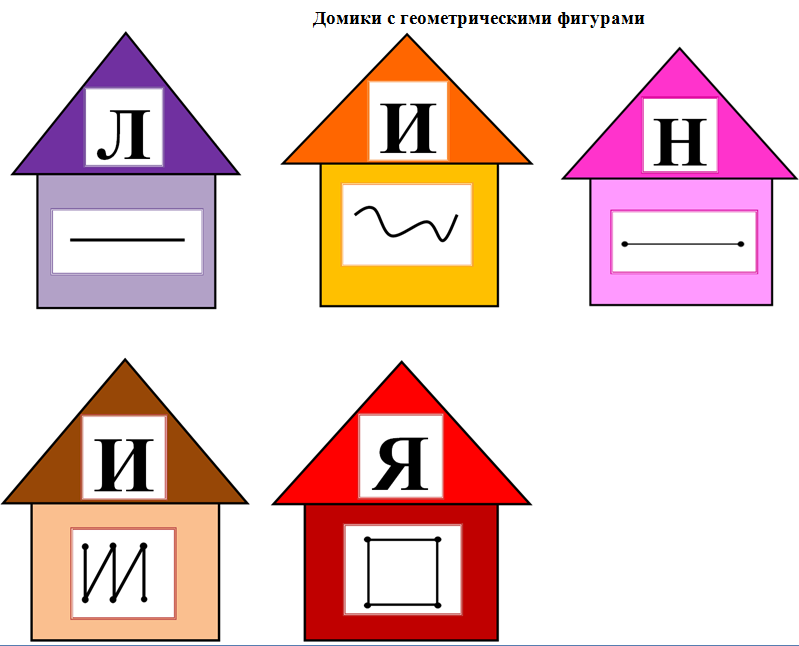 Домики с геометрическими фигурами
Л И Н
И Я